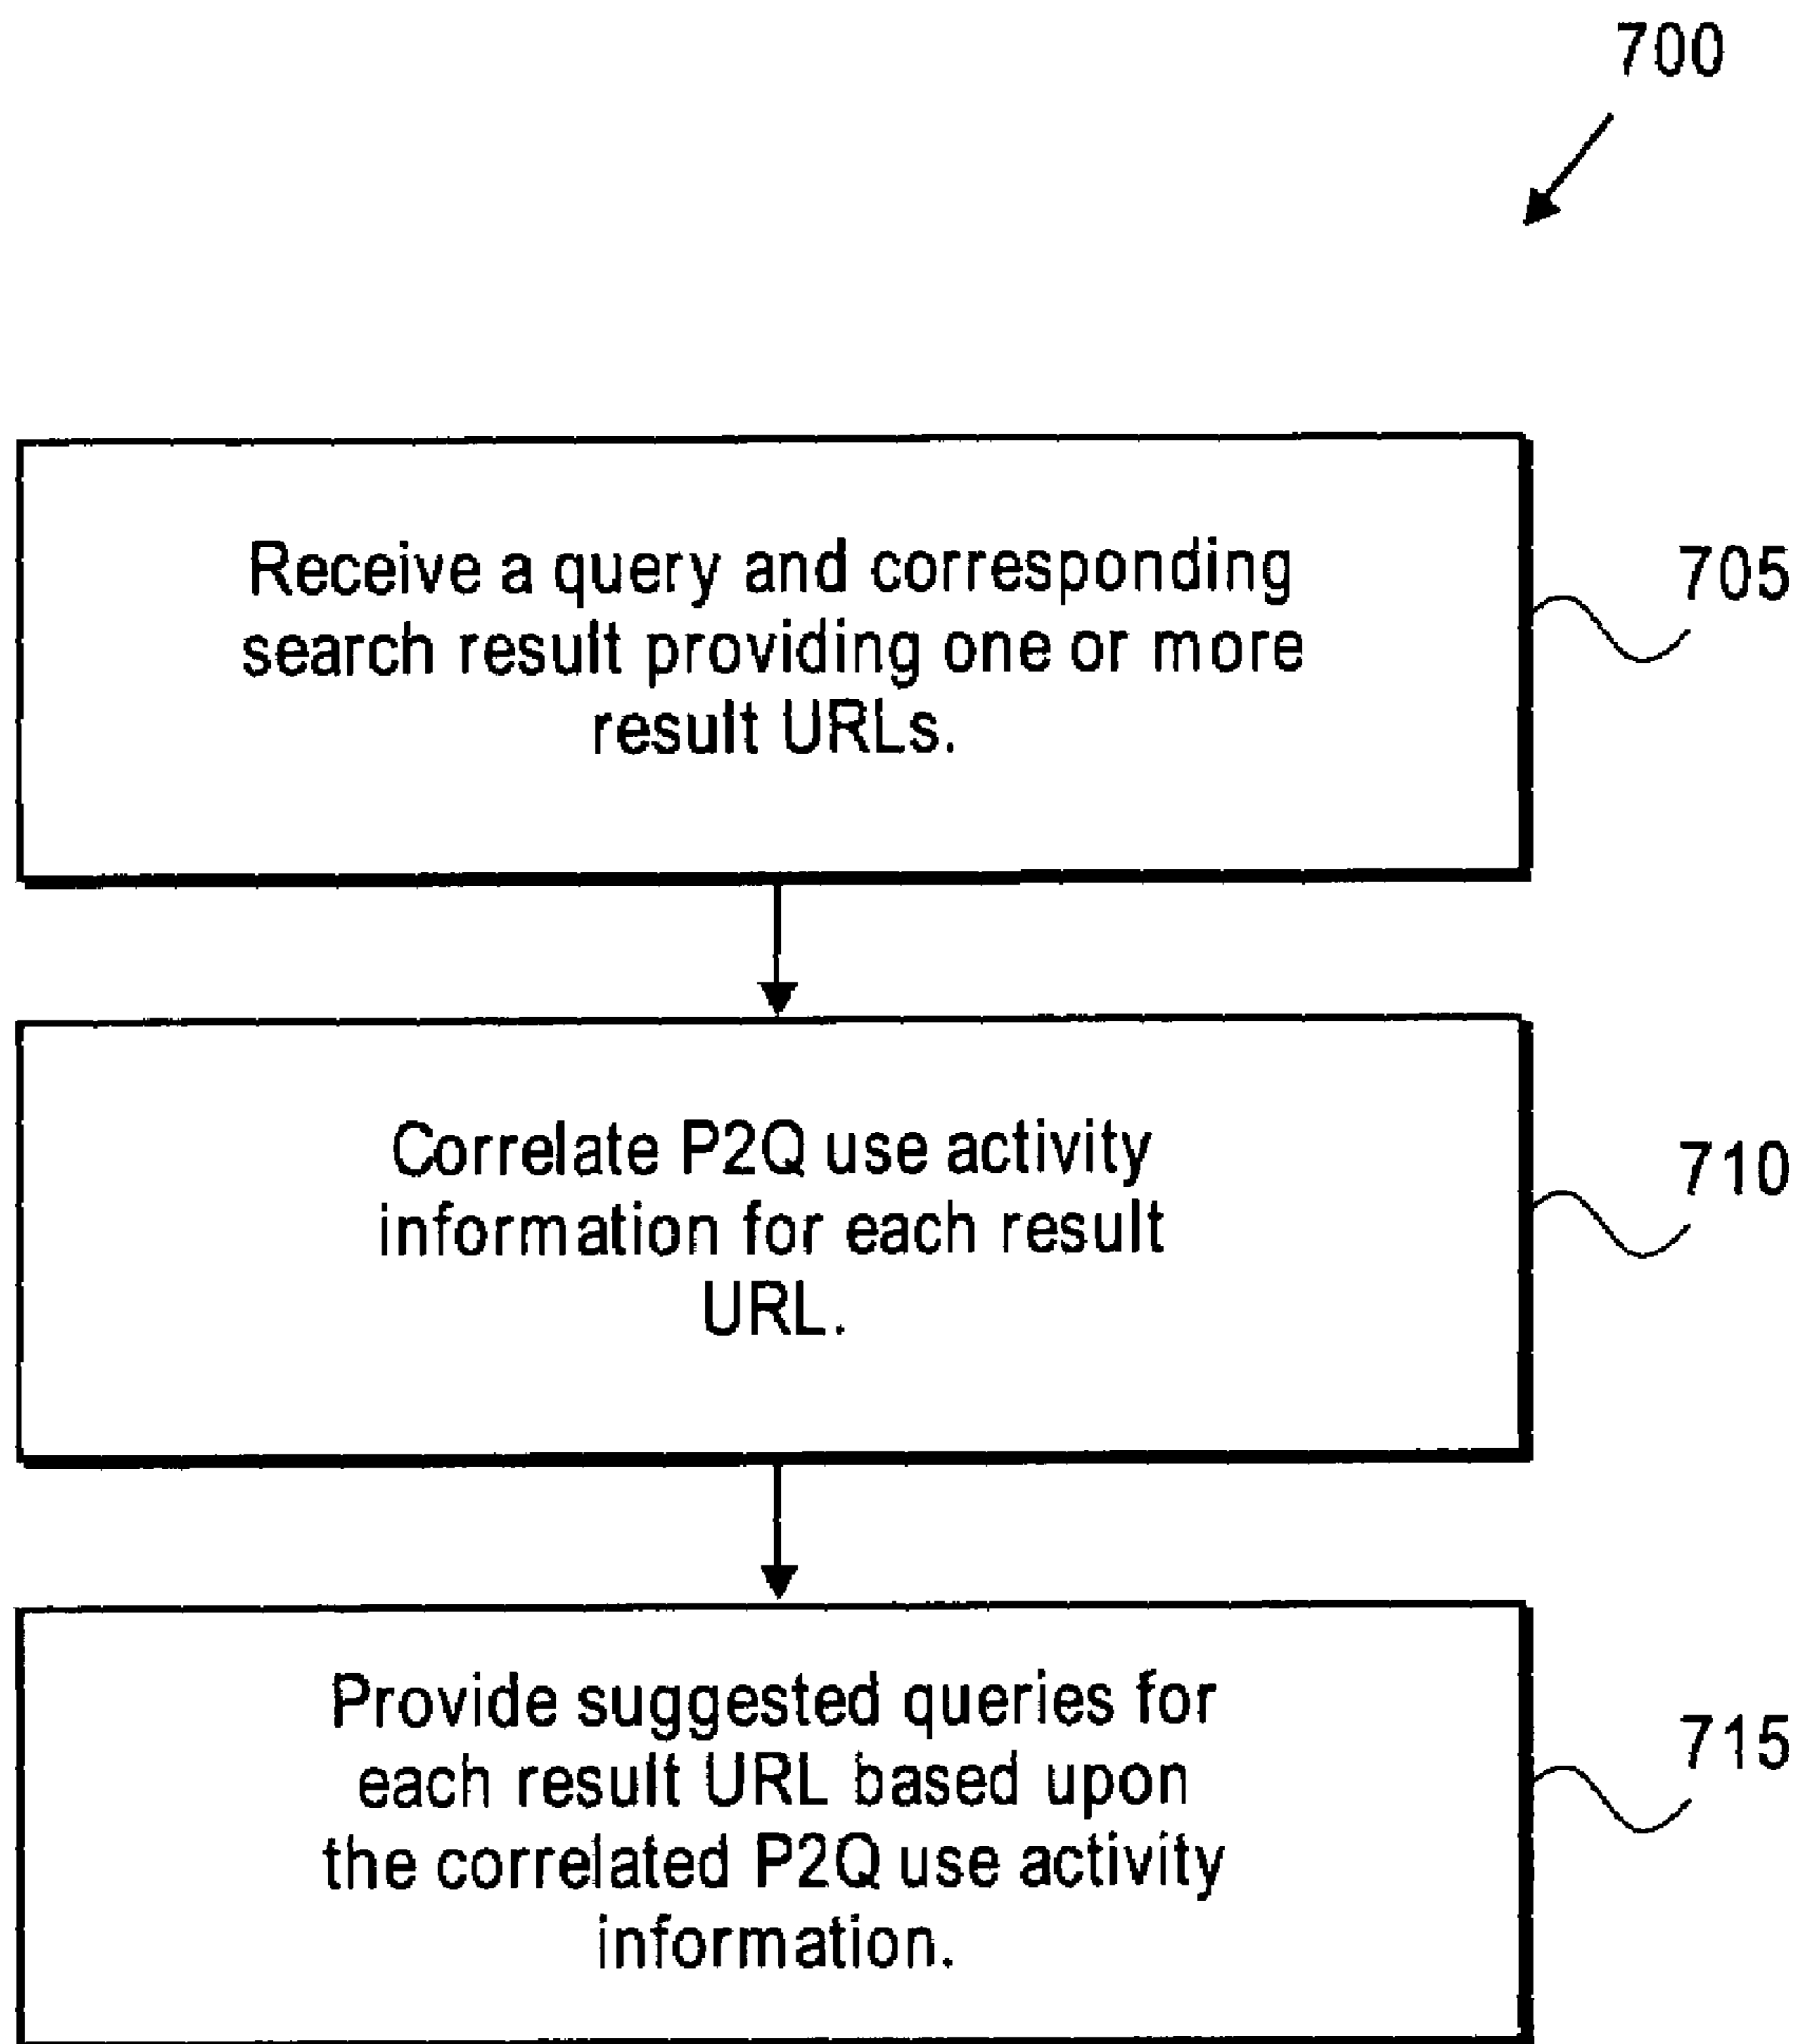 700
Receive a query and corresponding
search result providing one or more
result URLs.
705
Correlate P2Q use activity
information for each result
URL.
710
Provide suggested queries for
each result URL based upon
the correlated P2Q use activity
information.
715